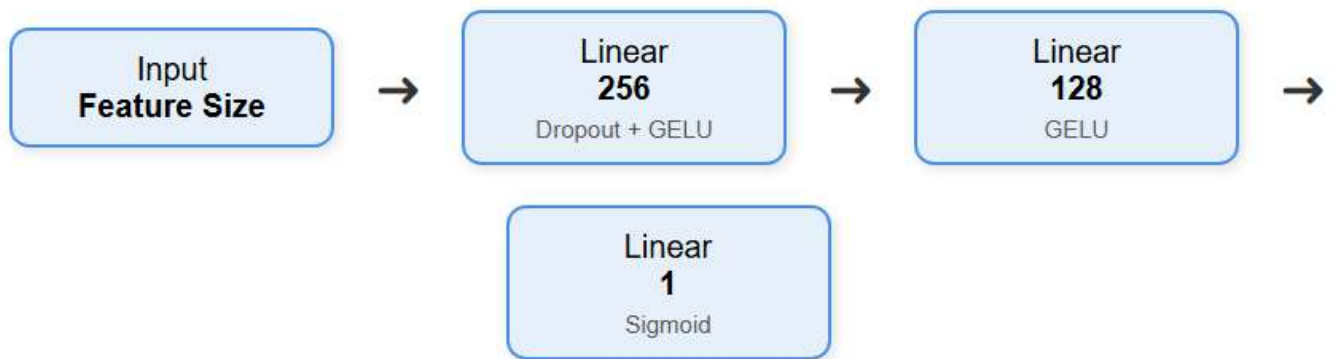 Input
Feature Size
→
Linear
256
Dropout + GELU
→
Linear
128
GELU
→
Linear
1
Sigmoid